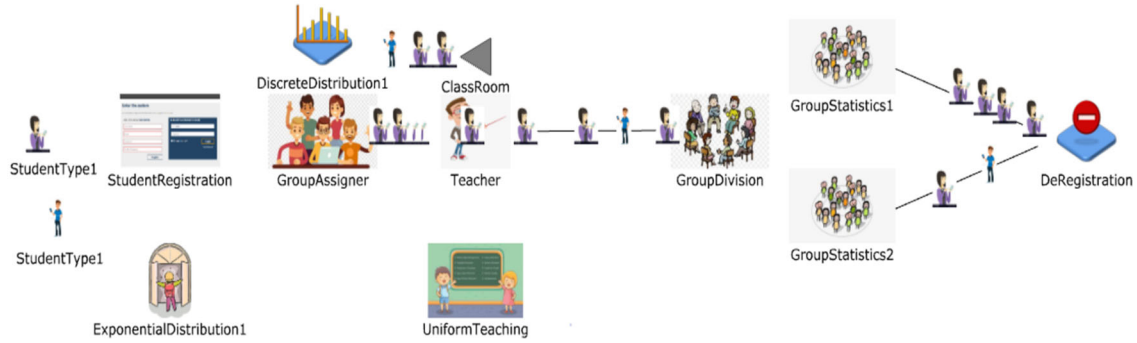 DiscreteDistribution1
ClassRoom
GroupStatistics1
StudentType1
StudentRegistration
GroupAssigner
Teacher
GroupDivision
DeRegistration
StudentType1
GroupStatistics2
ExponentialDistribution1
UniformTeaching